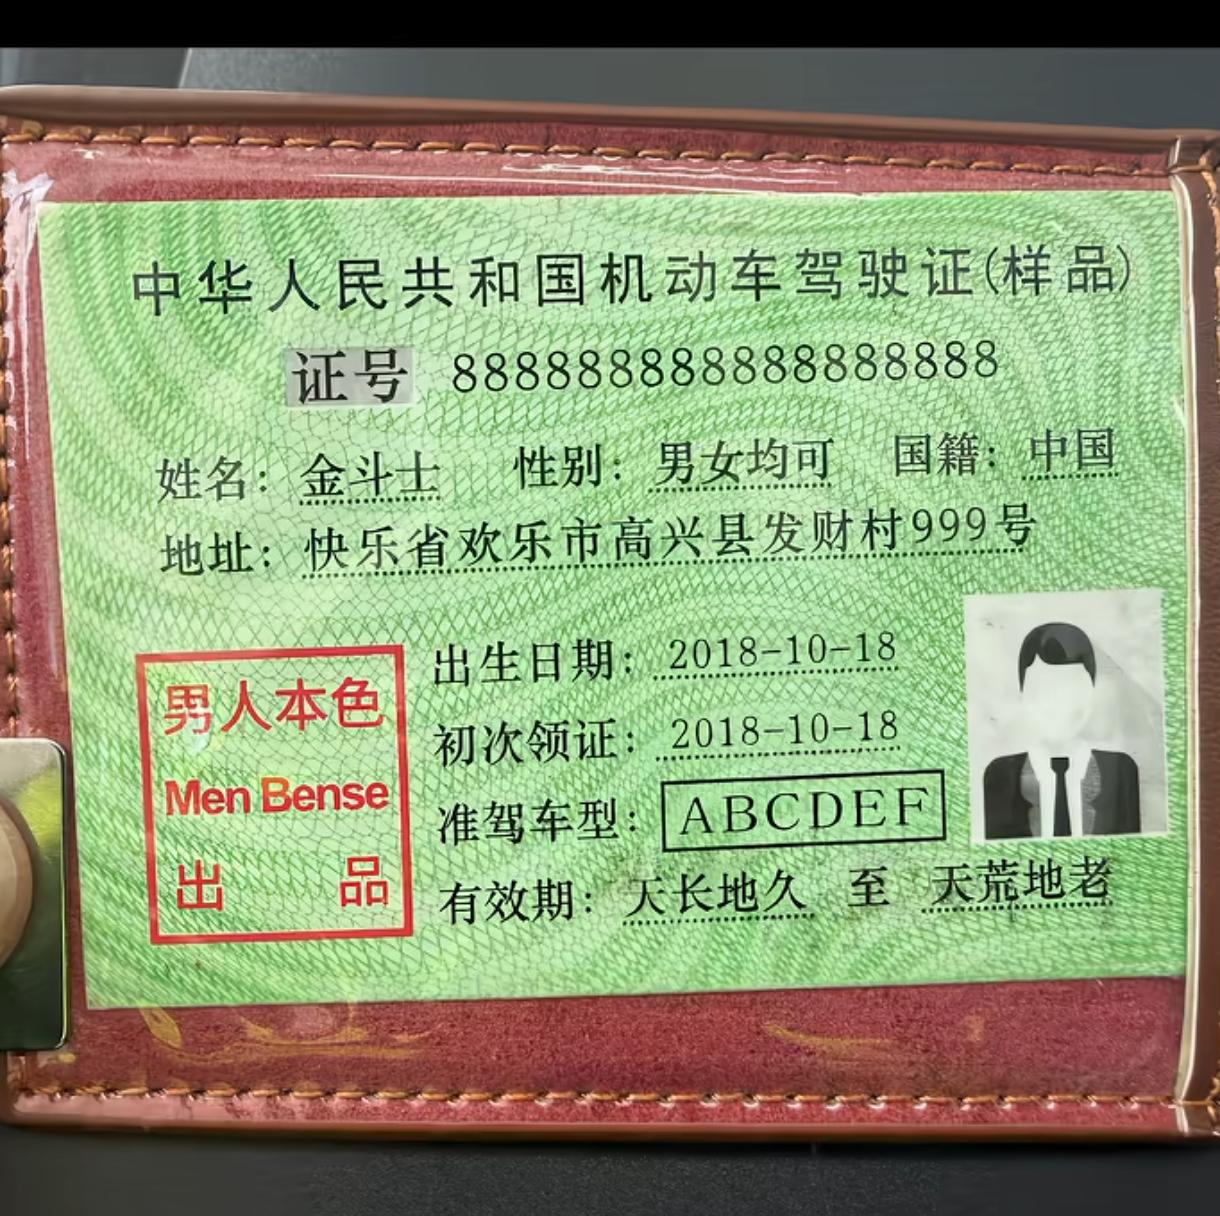 中华人民共和国机动车驾驶证(样品)
证号 888888888888888888
姓名: 金斗士 性别: 男女均可 国籍: 中国
地址: 快乐省欢乐市高兴县发财村999号
出生日期: 2018-10-18
初次领证: 2018-10-18
准驾车型: ABCDEF
有效期: 天长地久 至 天荒地老
男人本色
Men Bense
出 品